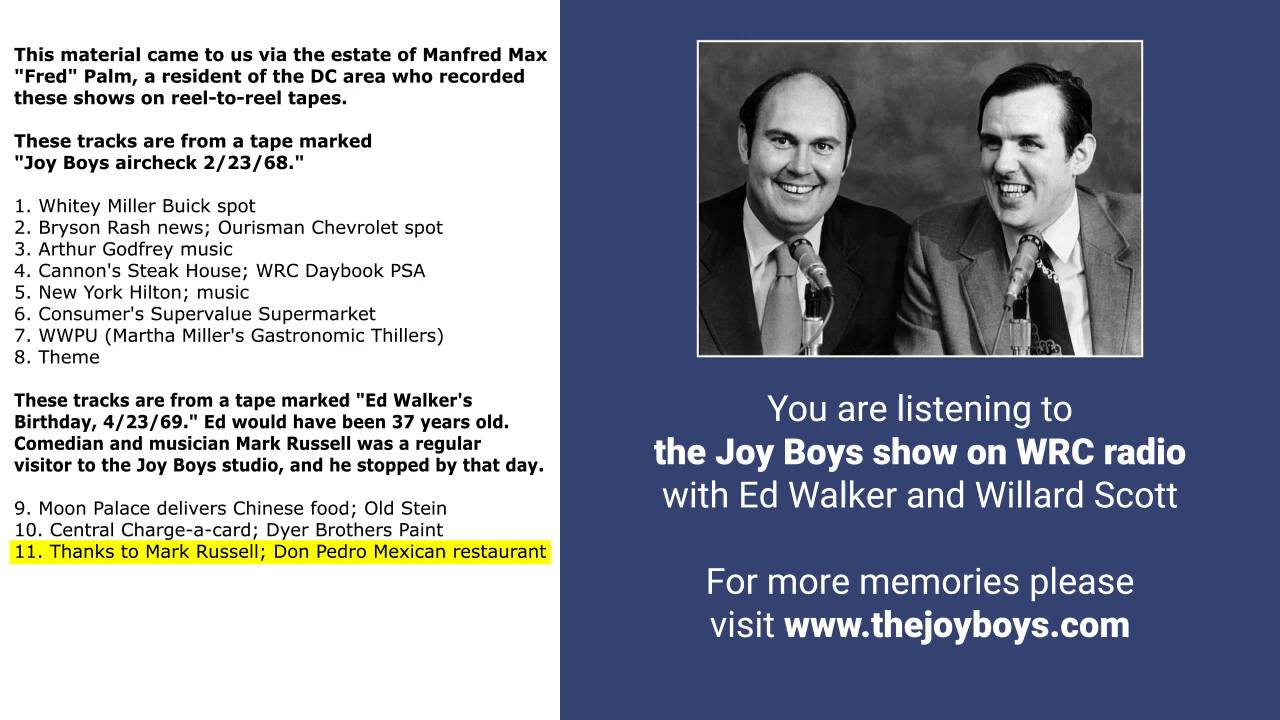 This material came to us via the estate of Manfred Max
"Fred" Palm, a resident of the DC area who recorded
these shows on reel-to-reel tapes.
These tracks are from a tape marked
"Joy Boys aircheck 2/23/68."
1. Whitey Miller Buick spot
2. Bryson Rash news; Ourisman Chevrolet spot
3. Arthur Godfrey music
4. Cannon's Steak House; WRC Daybook PSA
5. New York Hilton; music
6. Consumer's Supervalue Supermarket
7. WWPU (Martha Miller's Gastronomic Thillers)
8. Theme
These tracks are from a tape marked "Ed Walker's
Birthday, 4/23/69." Ed would have been 37 years old.
Comedian and musician Mark Russell was a regular
visitor to the Joy Boys studio, and he stopped by that day.
9. Moon Palace delivers Chinese food; Old Stein
10. Central Charge-a-card; Dyer Brothers Paint
11. Thanks to Mark Russell; Don Pedro Mexican restaurant
You are listening to
the Joy Boys show on WRC radio
with Ed Walker and Willard Scott
For more memories please
visit www.thejoyboys.com